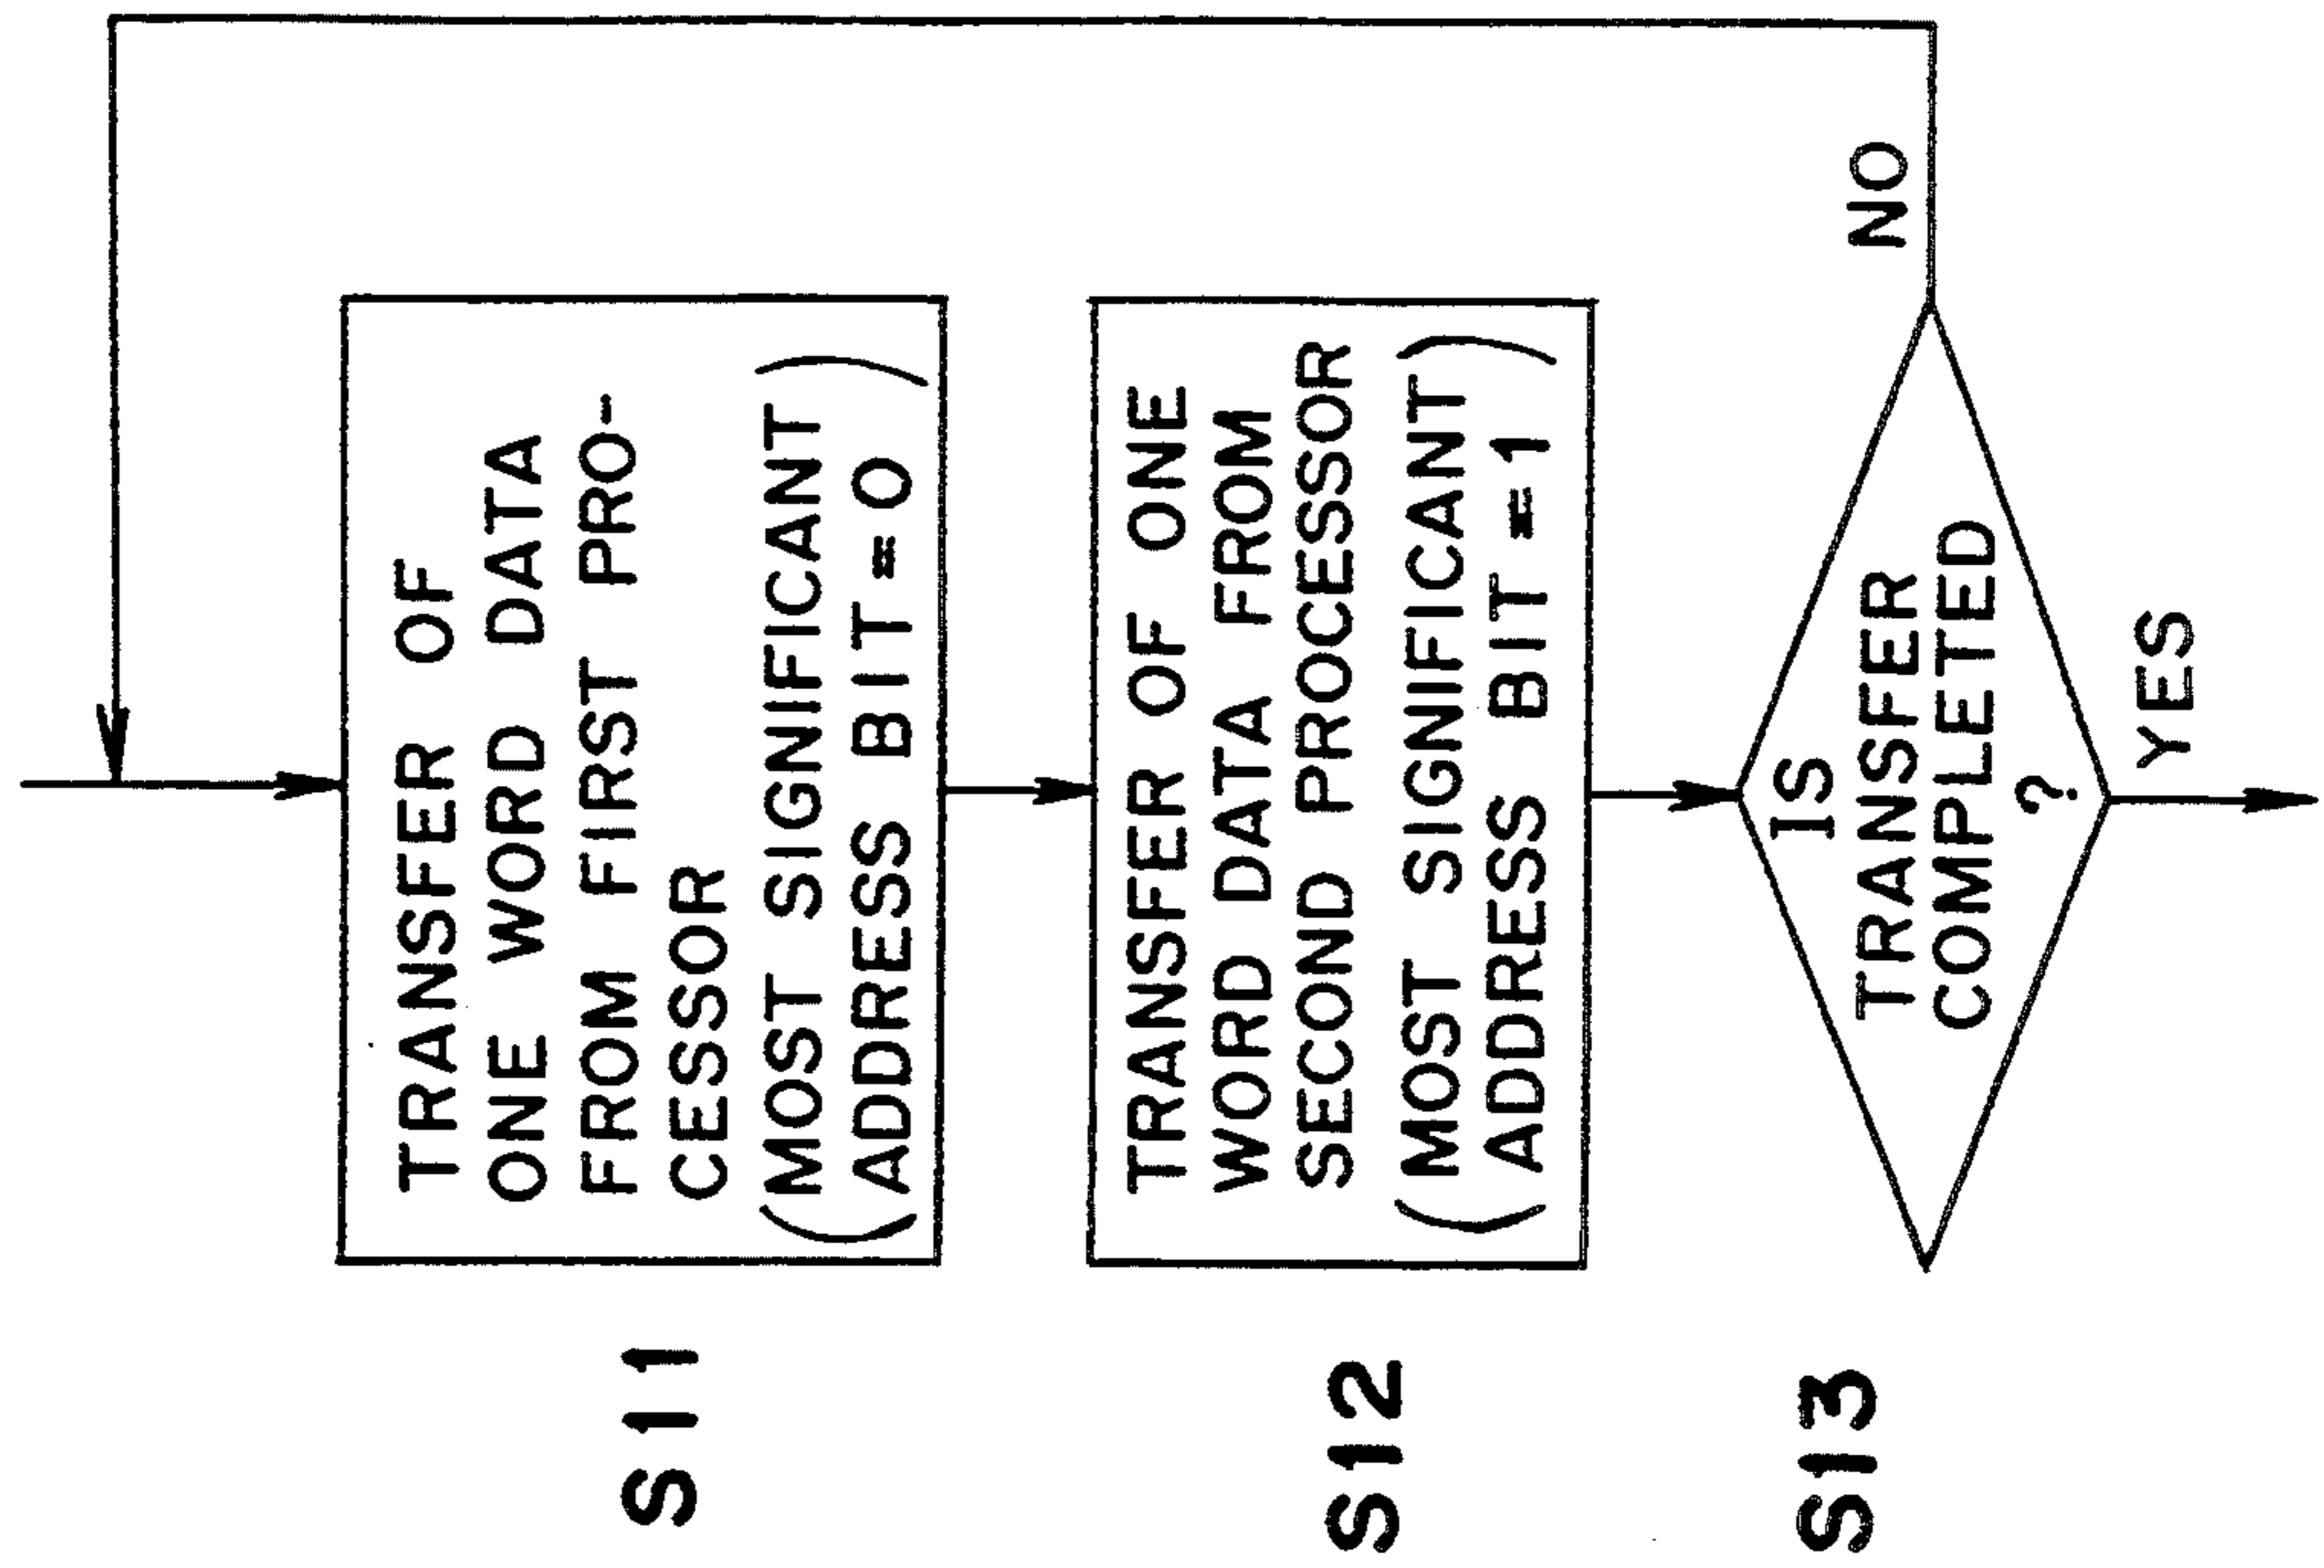 TRANSFER OF
ONE WORD DATA
FROM FIRST PRO-
CESSOR
(MOST SIGNIFICANT
ADDRESS BIT = 0)
S11
TRANSFER OF ONE
WORD DATA FROM
SECOND PROCESSOR
(MOST SIGNIFICANT
ADDRESS BIT = 1)
S12
IS
TRANSFER
COMPLETED
?
S13
NO
YES